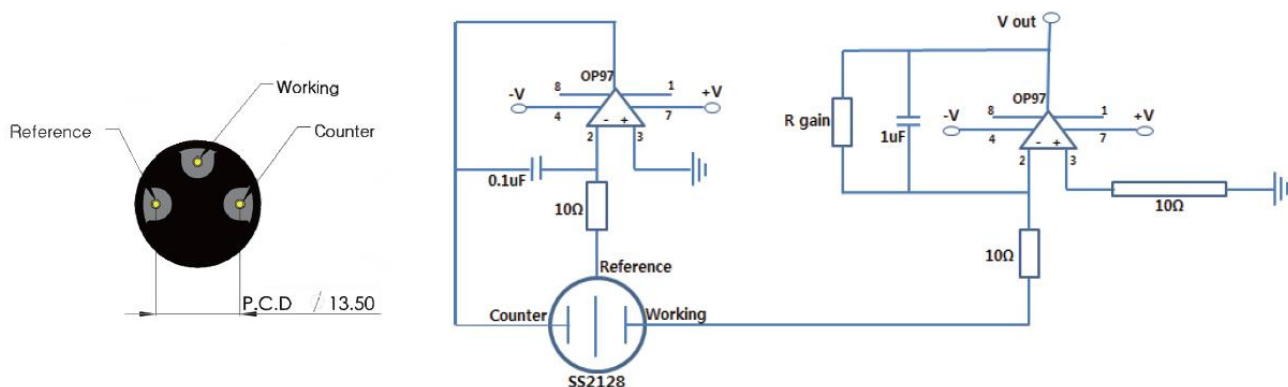 Working
Reference
Counter
P.C.D / 13.50
OP97
8
1
-V
+V
4
7
- +
2
3
0.1uF
10Ω
Reference
Counter
Working
SS2128
V out
R gain
1uF
OP97
8
1
-V
+V
4
7
- +
2
3
10Ω
10Ω